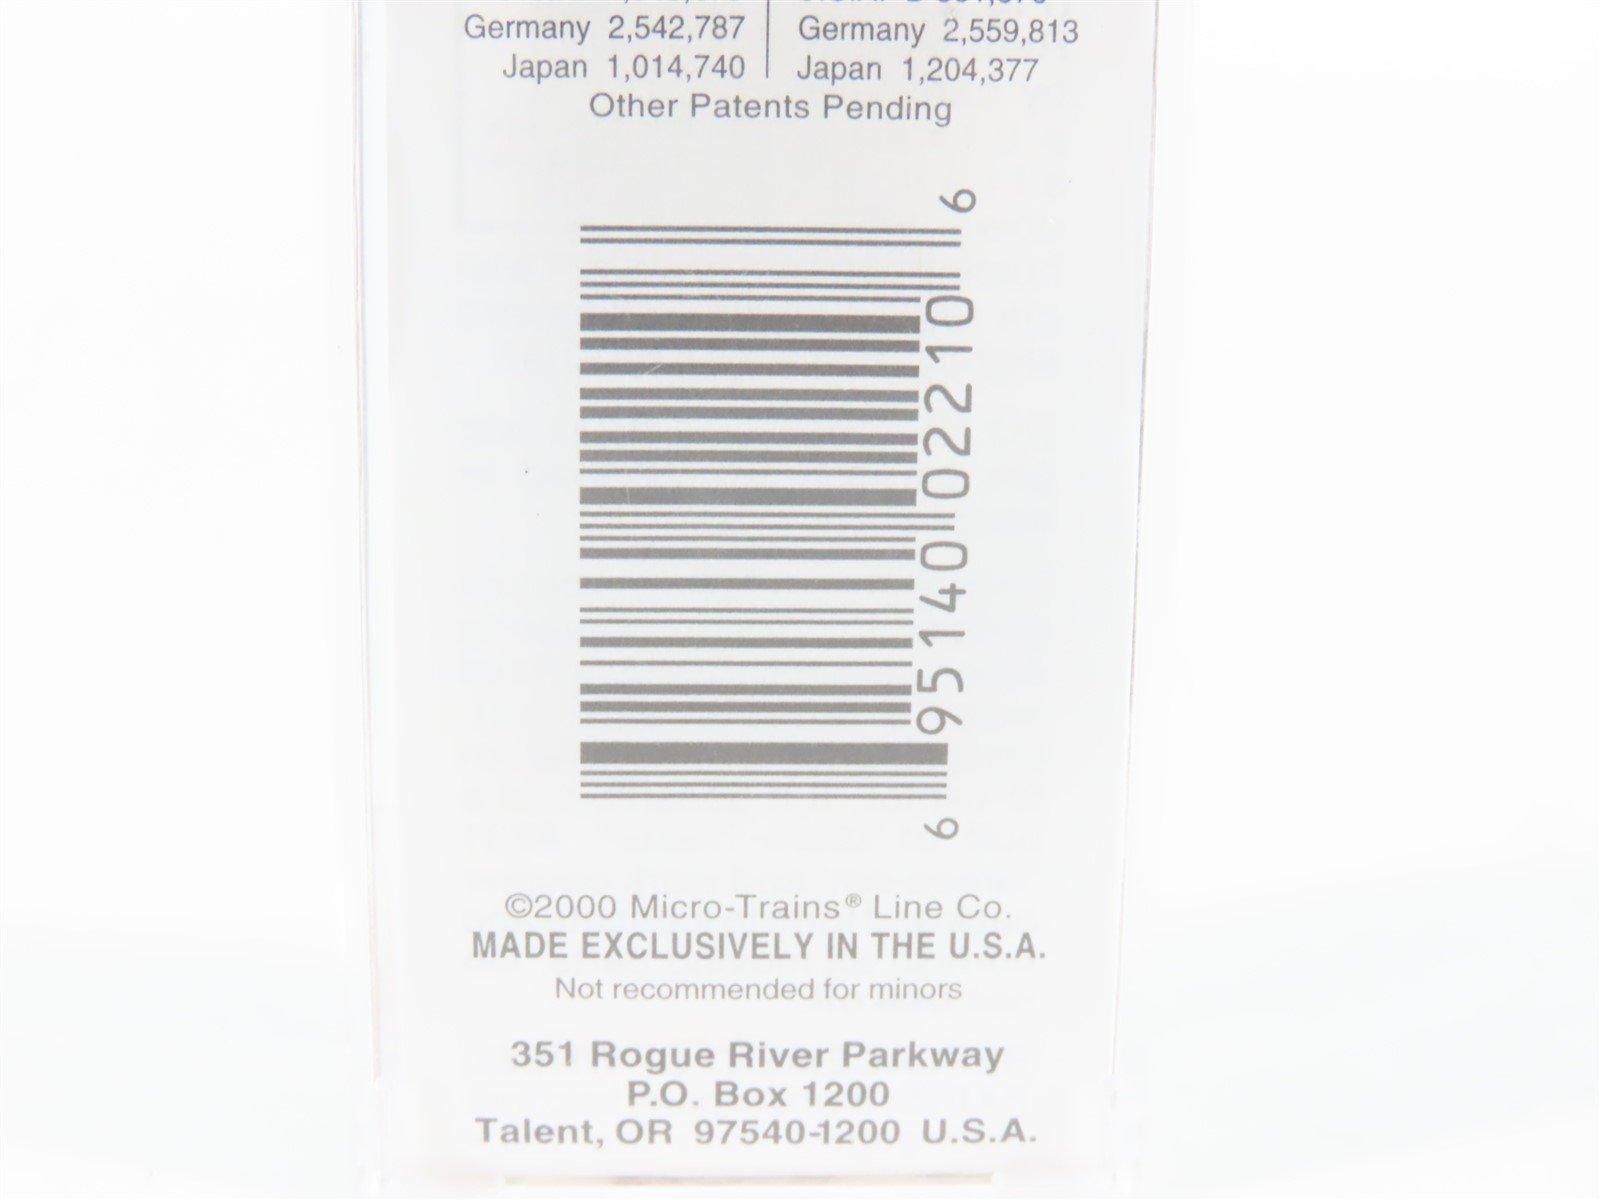 Germany 2,542,787 Germany 2,559,813
Japan 1,014,740 Japan 1,204,377
Other Patents Pending
6 95140 02210 6
©2000 Micro-Trains® Line Co.
MADE EXCLUSIVELY IN THE U.S.A.
Not recommended for minors
351 Rogue River Parkway
P.O. Box 1200
Talent, OR 97540-1200 U.S.A.